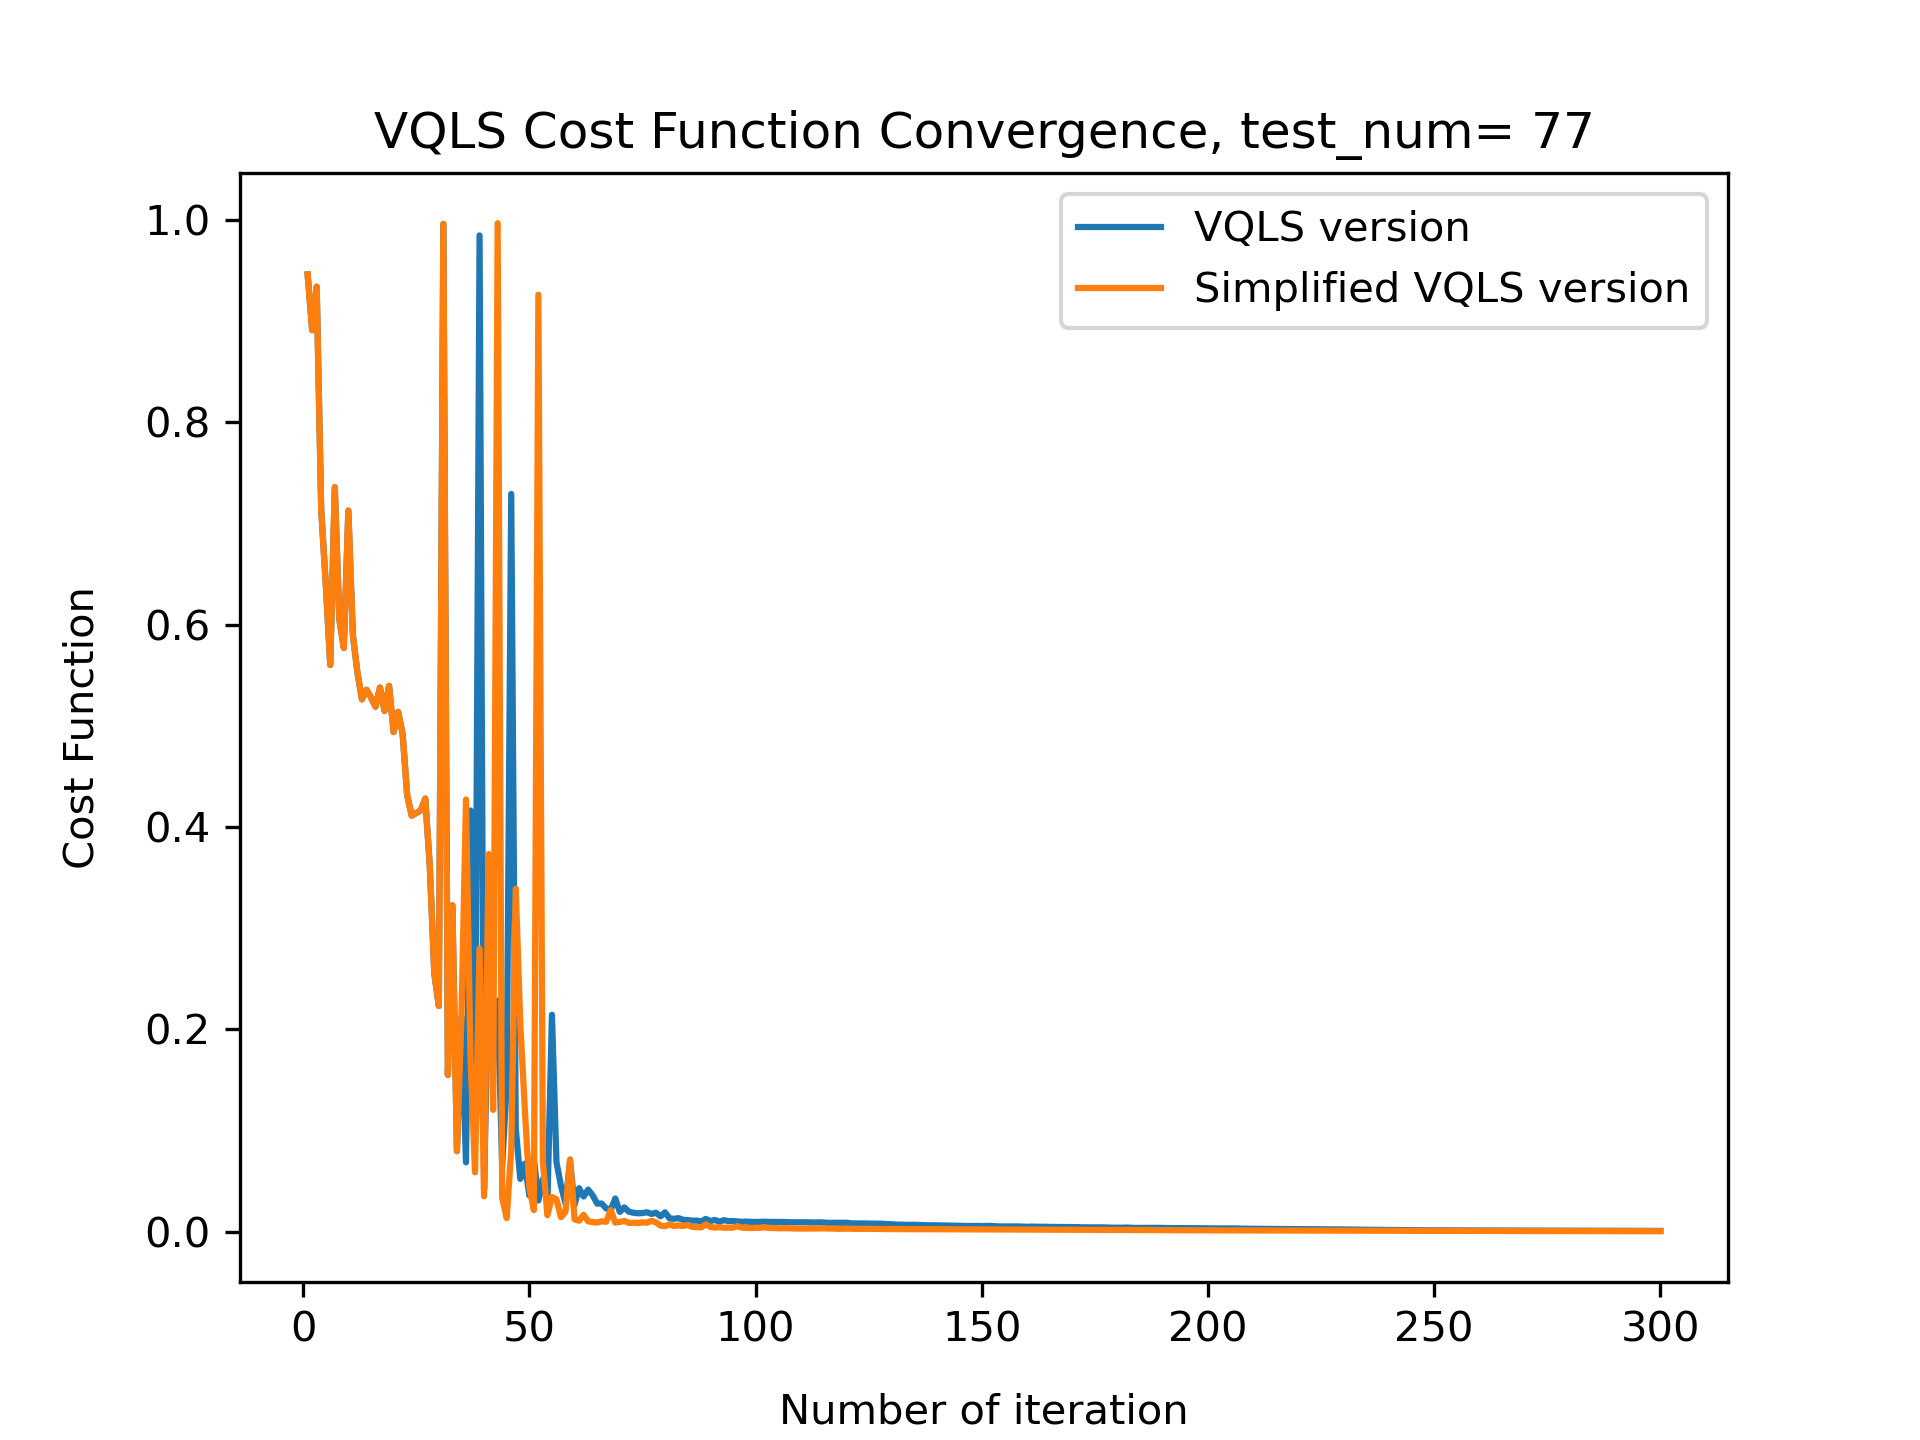 VQLS Cost Function Convergence, test_num= 77
VQLS version
Simplified VQLS version
1.0
0.8
0.6
0.4
0.2
0.0
Cost Function
0 50 100 150 200 250 300
Number of iteration